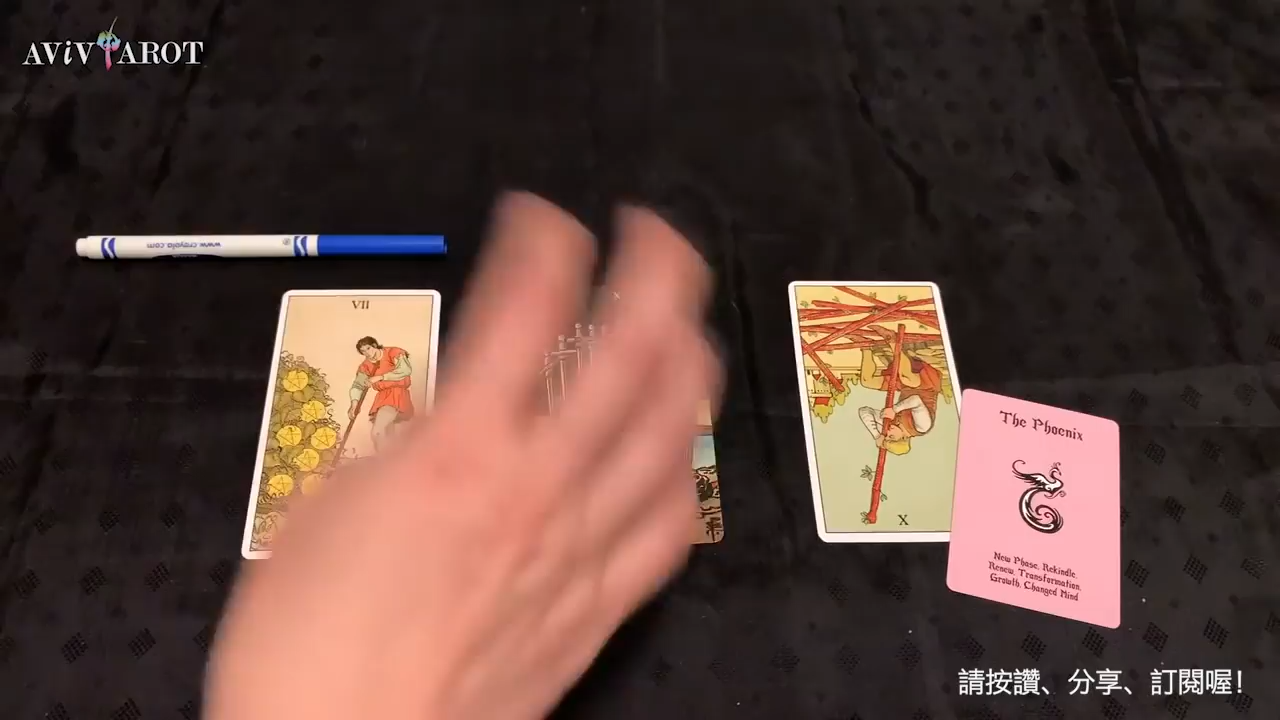 AViVTAROT
www.crayola.com
VII
X
The Phoenix
New Phase, Rekindle,
Renew, Transformation,
Growth, Changed Mind
請按讚、分享、訂閱喔!